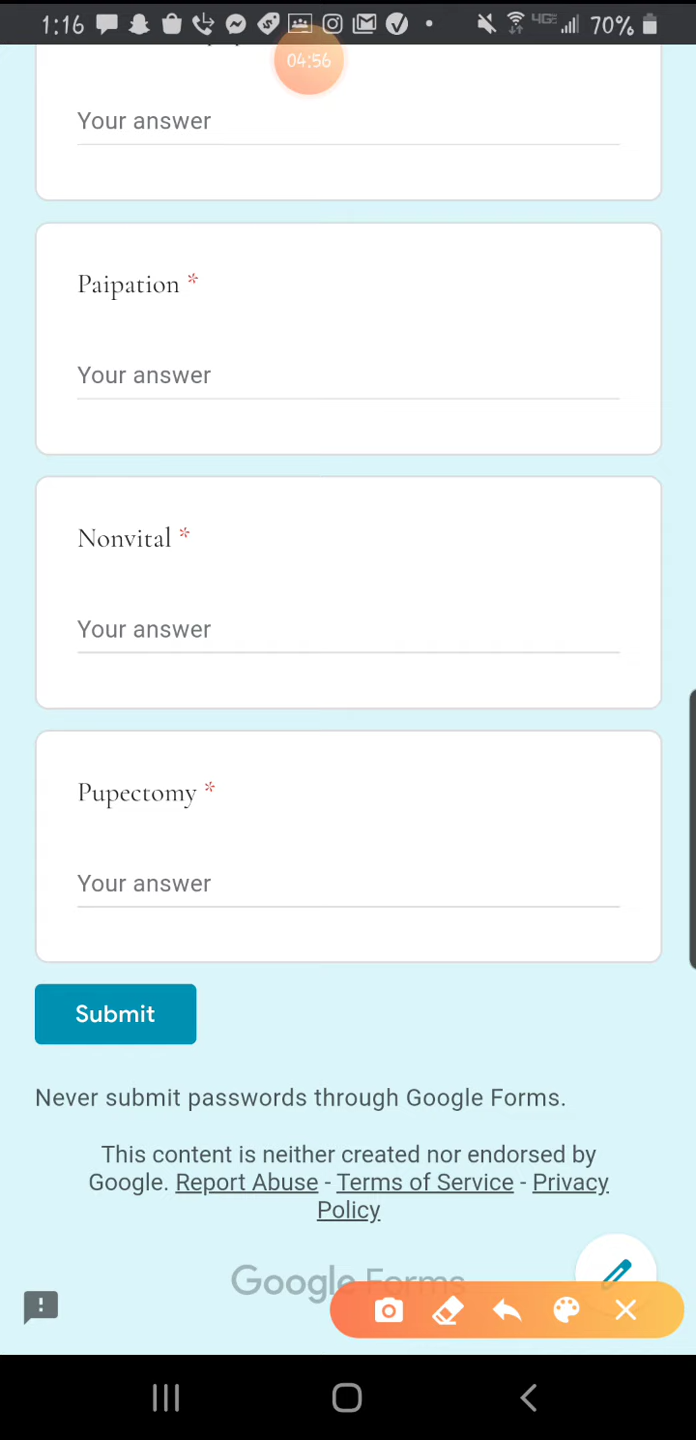 1:16
4GE 70%
04:56
Your answer
Paipation *
Your answer
Nonvital *
Your answer
Pupectomy *
Your answer
Submit
Never submit passwords through Google Forms.
This content is neither created nor endorsed by
Google. Report Abuse - Terms of Service - Privacy
Policy
Google Forms